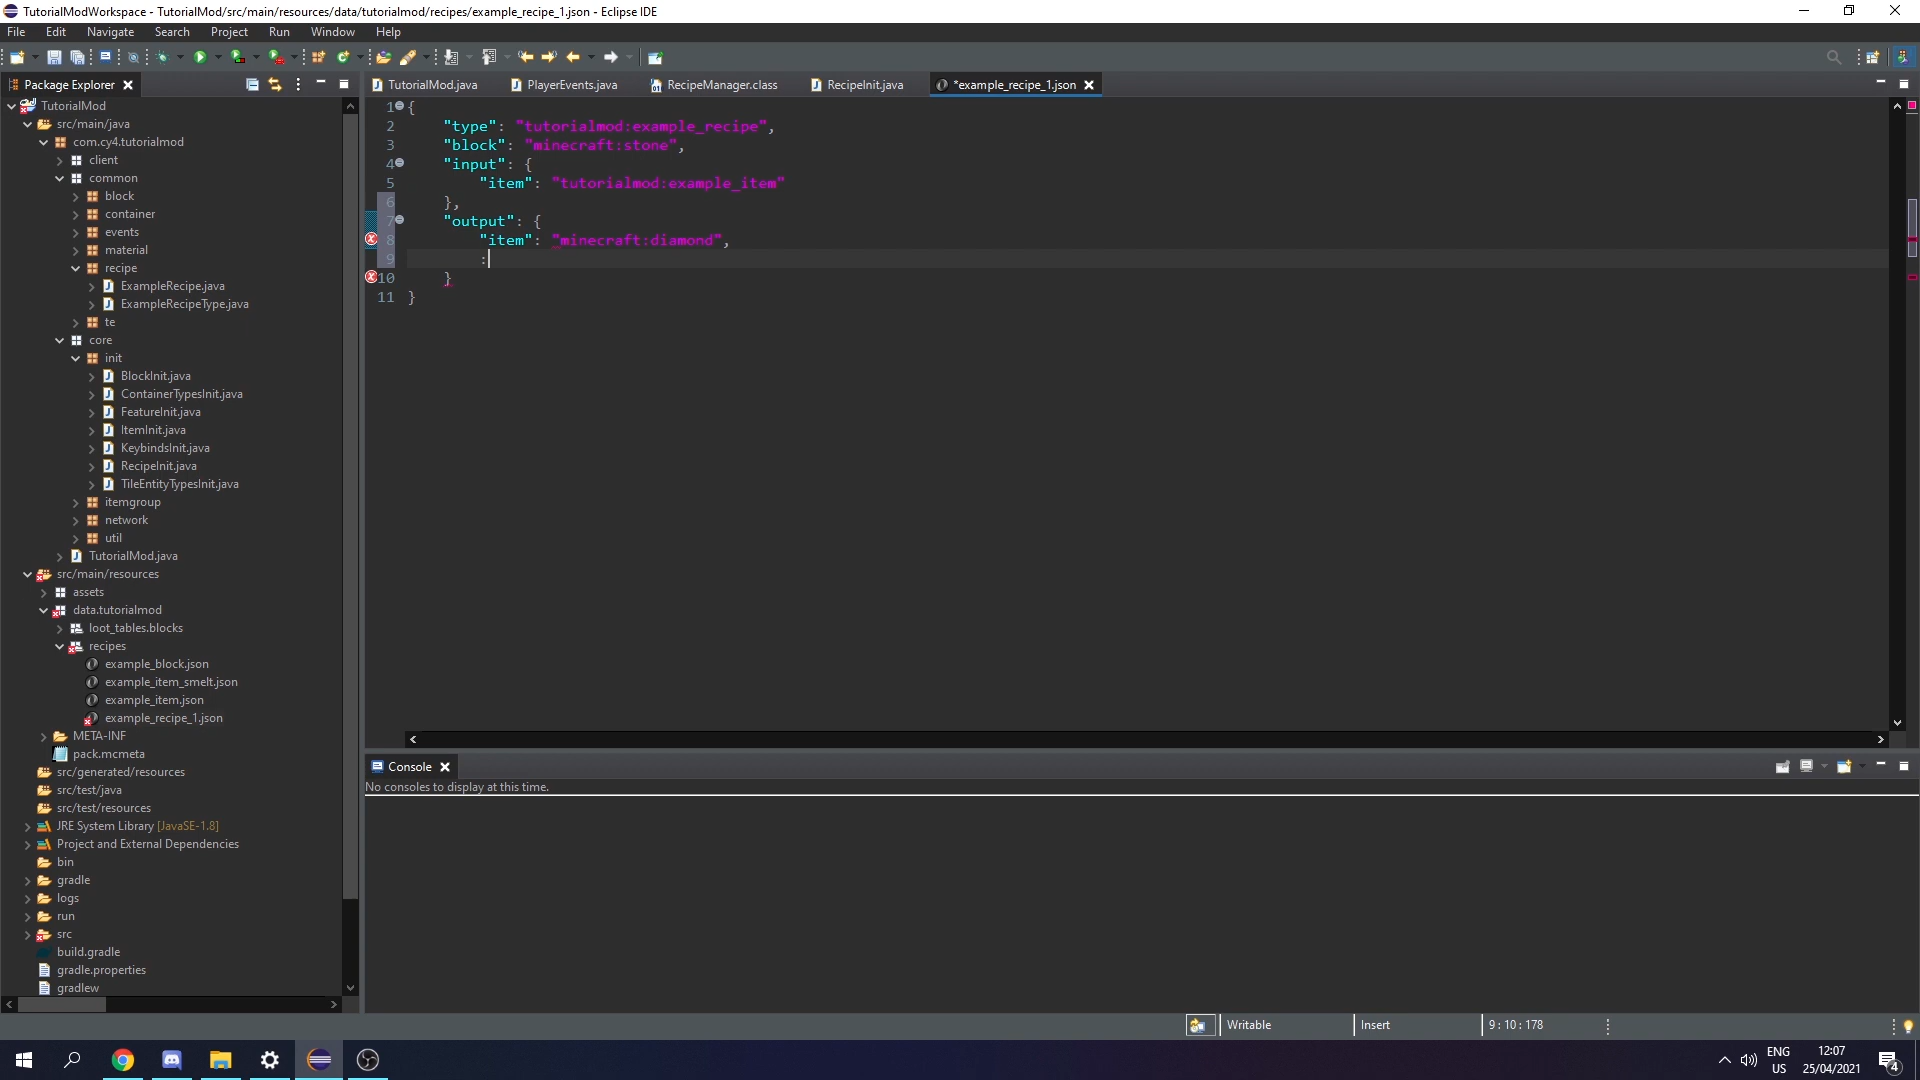 TutorialModWorkspace - TutorialMod/src/main/resources/data/tutorialmod/recipes/example_recipe_1.json - Eclipse IDE
File Edit Navigate Search Project Run Window Help
Package Explorer
TutorialMod.java PlayerEvents.java RecipeManager.class RecipeInit.java *example_recipe_1.json
TutorialMod
src/main/java
com.cy4.tutorialmod
client
common
block
container
events
material
recipe
ExampleRecipe.java
ExampleRecipeType.java
te
core
init
BlockInit.java
ContainerTypesInit.java
FeatureInit.java
ItemInit.java
KeybindsInit.java
RecipeInit.java
TileEntityTypesInit.java
itemgroup
network
util
TutorialMod.java
src/main/resources
assets
data.tutorialmod
loot_tables.blocks
recipes
example_block.json
example_item_smelt.json
example_item.json
example_recipe_1.json
META-INF
pack.mcmeta
src/generated/resources
src/test/java
src/test/resources
JRE System Library [JavaSE-1.8]
Project and External Dependencies
bin
gradle
logs
run
src
build.gradle
gradle.properties
gradlew
1 {
2 "type": "tutorialmod:example_recipe",
3 "block": "minecraft:stone",
4 "input": {
5 "item": "tutorialmod:example_item"
6 },
7 "output": {
8 "item": "minecraft:diamond",
9 :
10 }
11 }
Console
No consoles to display at this time.
Writable Insert 9 : 10 : 178
ENG
US
12:07
25/04/2021
4